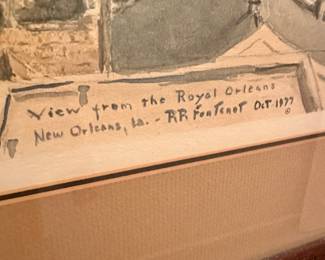 View from the Royal Orleans
New Orleans, La. - RR Fontenot Oct. 1977 ©